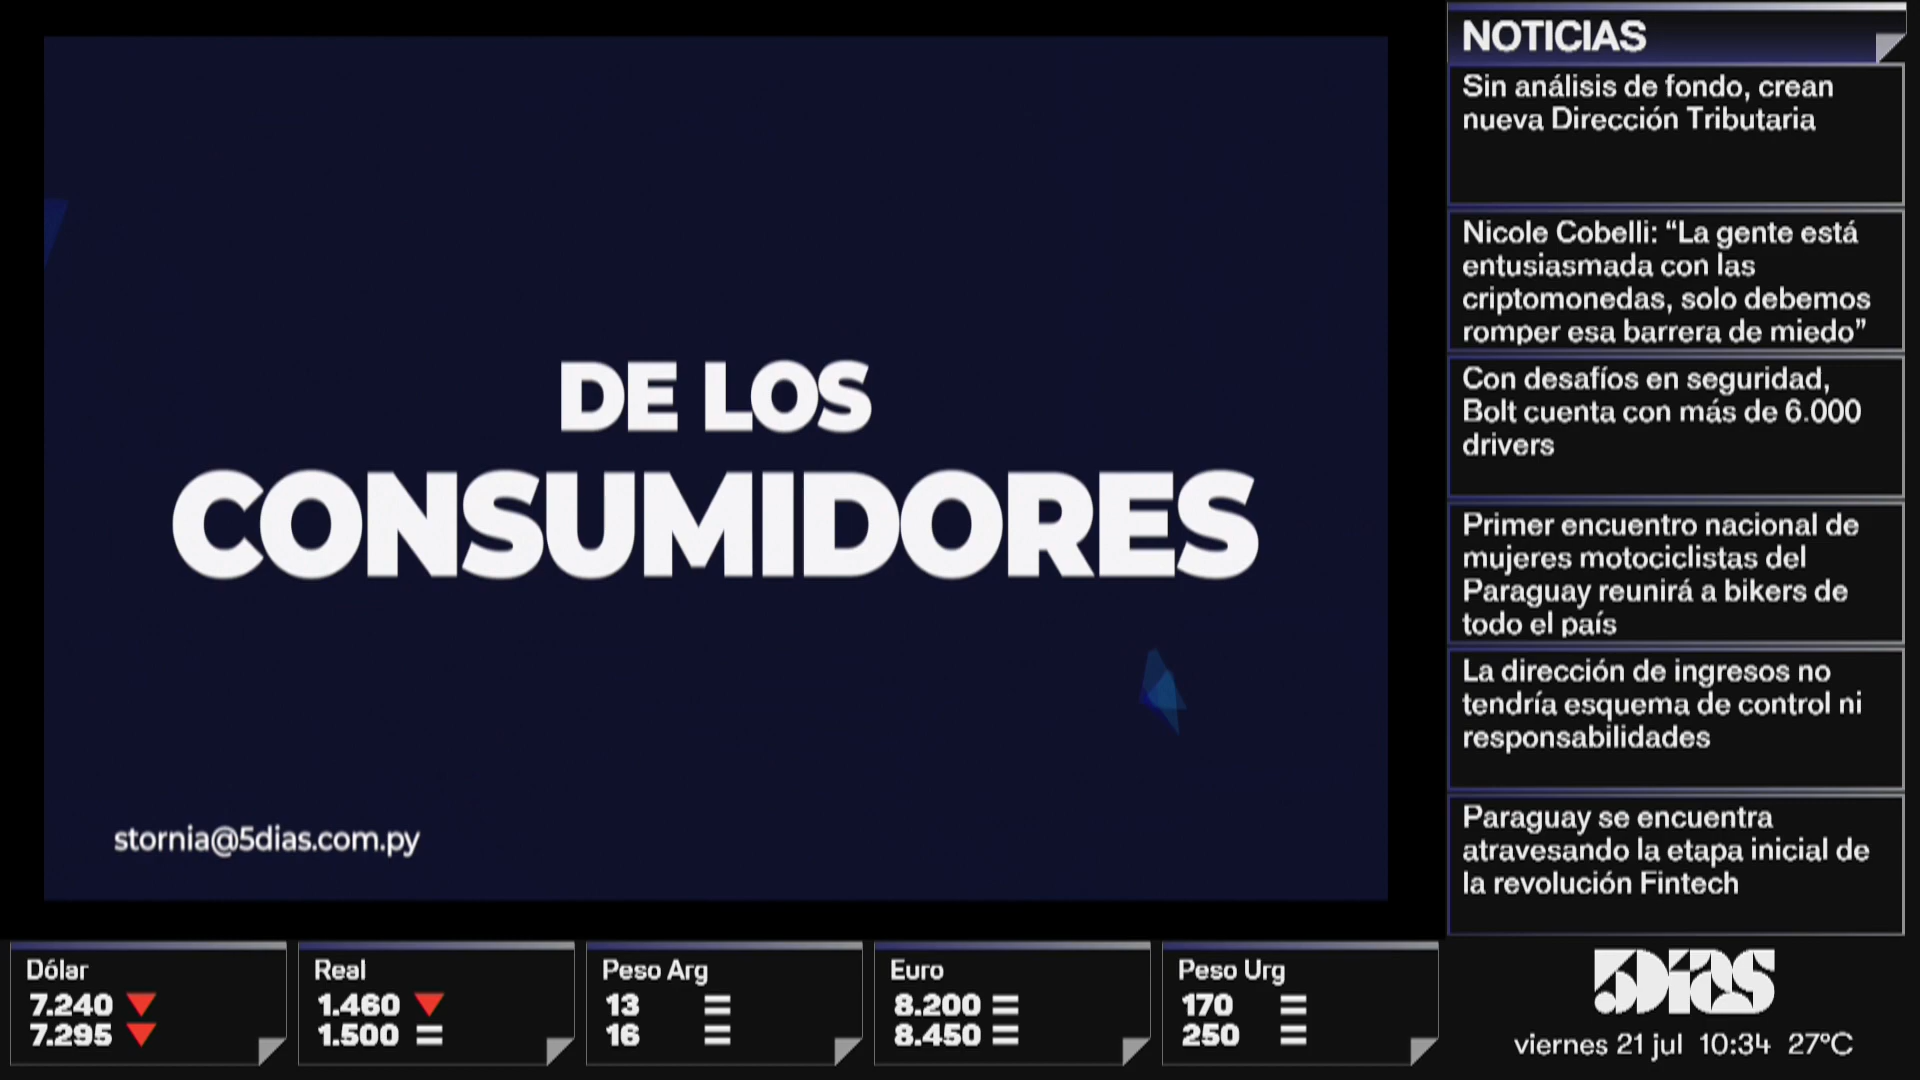 DE LOS
CONSUMIDORES
stornia@5dias.com.py
NOTICIAS
Sin análisis de fondo, crean
nueva Dirección Tributaria
Nicole Cobelli: “La gente está
entusiasmada con las
criptomonedas, solo debemos
romper esa barrera de miedo”
Con desafíos en seguridad,
Bolt cuenta con más de 6.000
drivers
Primer encuentro nacional de
mujeres motociclistas del
Paraguay reunirá a bikers de
todo el país
La dirección de ingresos no
tendría esquema de control ni
responsabilidades
Paraguay se encuentra
atravesando la etapa inicial de
la revolución Fintech
Dólar
7.240
7.295
Real
1.460
1.500
Peso Arg
13
16
Euro
8.200
8.450
Peso Urg
170
250
5Días
viernes 21 jul 10:34 27°C